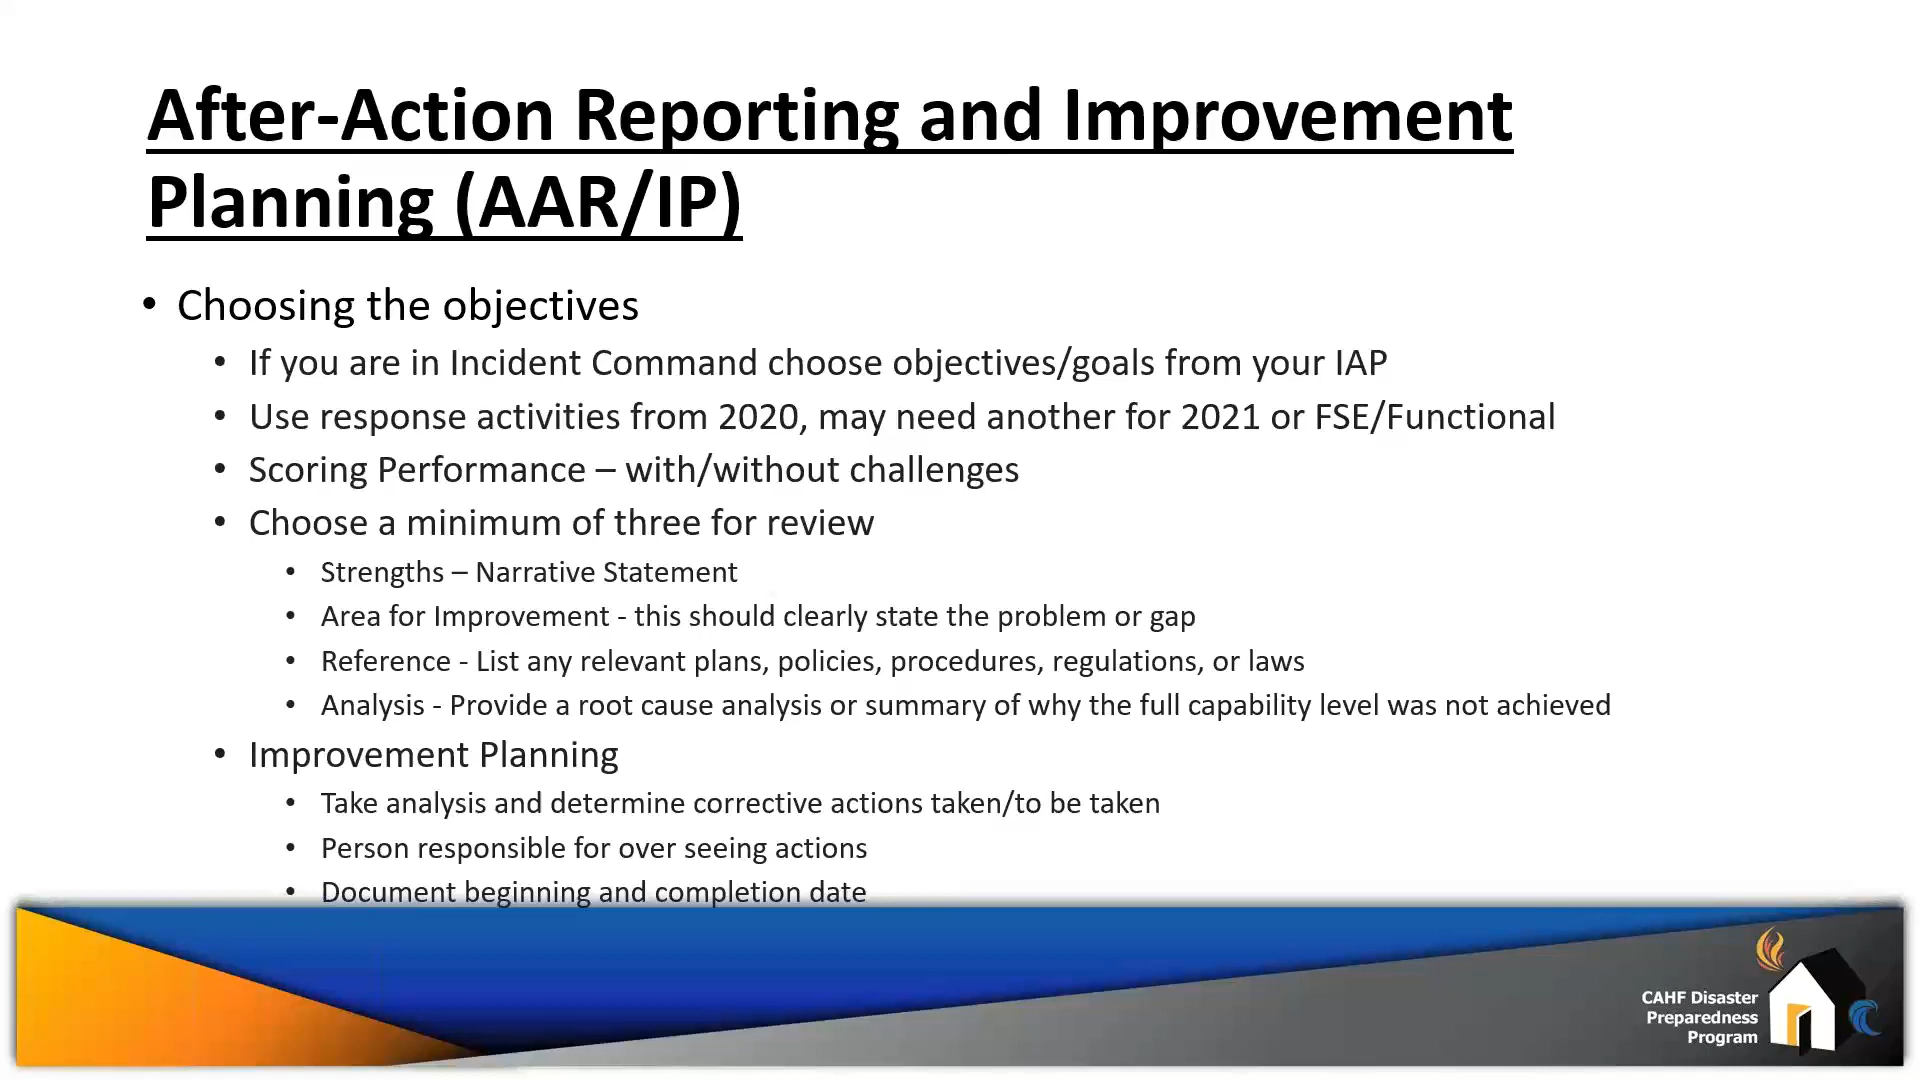 After-Action Reporting and Improvement
Planning (AAR/IP)
• Choosing the objectives
• If you are in Incident Command choose objectives/goals from your IAP
• Use response activities from 2020, may need another for 2021 or FSE/Functional
• Scoring Performance – with/without challenges
• Choose a minimum of three for review
• Strengths – Narrative Statement
• Area for Improvement - this should clearly state the problem or gap
• Reference - List any relevant plans, policies, procedures, regulations, or laws
• Analysis - Provide a root cause analysis or summary of why the full capability level was not achieved
• Improvement Planning
• Take analysis and determine corrective actions taken/to be taken
• Person responsible for over seeing actions
• Document beginning and completion date
CAHF Disaster
Preparedness
Program